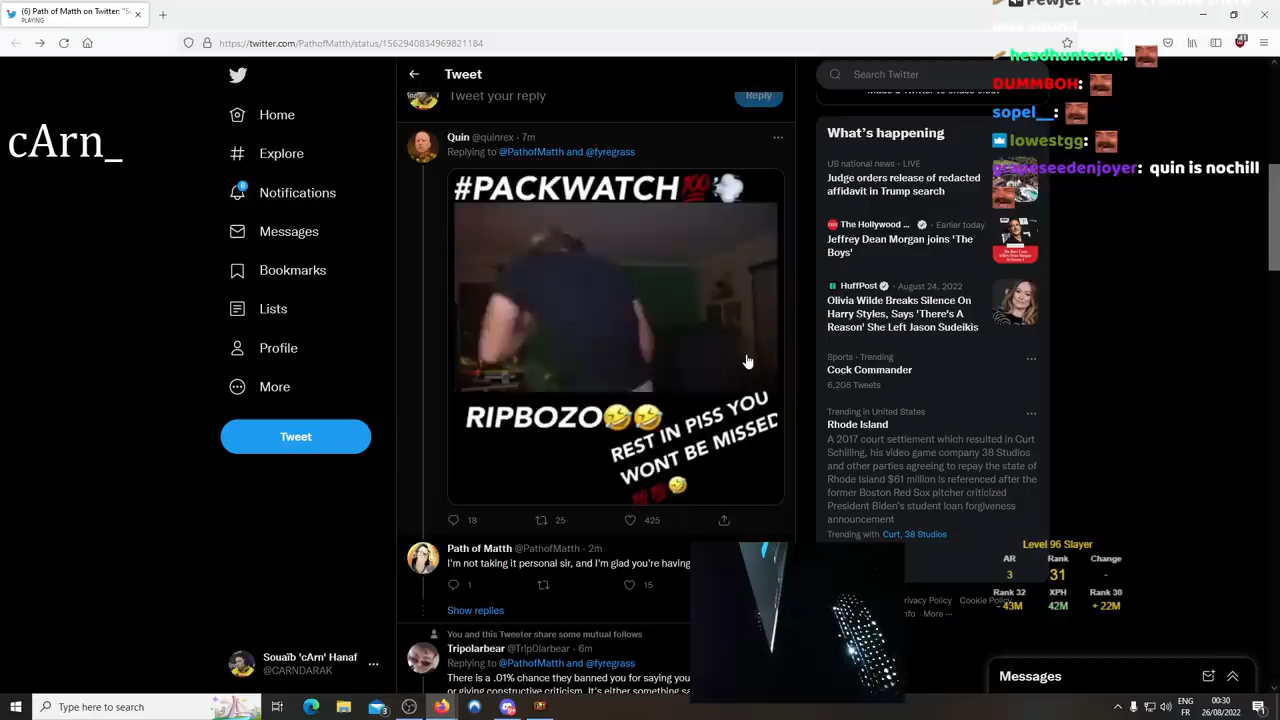 (6) Path of Matth on Twitter: "So
PLAYING
https://twitter.com/PathofMatth/status/1562940834969821184
cArn_
Home
Explore
6
Notifications
Messages
Bookmarks
Lists
Profile
More
Tweet
Souaïb 'cArn' Hanaf
@CARNDARAK
Tweet
Tweet your reply
Reply
Quin @quinrex · 7m
Replying to @PathofMatth and @fyregrass
#PACKWATCH💯💨
RIPBOZO🤣🤣
REST IN PISS YOU
WONT BE MISSED
💯💯🤣
18 25 425
Path of Matth @PathofMatth · 2m
I'm not taking it personal sir, and I'm glad you're having
1 15
Show replies
You and this Tweeter share some mutual follows
Tripolarbear @Trip0larbear · 6m
Replying to @PathofMatth and @fyregrass
There is a .01% chance they banned you for saying you
or giving constructive criticism. It's either something sa
Search Twitter
What's happening
US national news · LIVE
Judge orders release of redacted
affidavit in Trump search
The Hollywood ... · Earlier today
Jeffrey Dean Morgan joins 'The
Boys'
HuffPost · August 24, 2022
Olivia Wilde Breaks Silence On
Harry Styles, Says 'There's A
Reason' She Left Jason Sudeikis
Sports · Trending
Cock Commander
6,206 Tweets
Trending in United States
Rhode Island
A 2017 court settlement which resulted in Curt
Schilling, his video game company 38 Studios
and other parties agreeing to repay the state of
Rhode Island $61 million is referenced after the
former Boston Red Sox pitcher criticized
President Biden's student loan forgiveness
announcement
Trending with Curt, 38 Studios
Privacy Policy Cookie Policy
More ···
Messages
Pewjet
headhunteruk:
DUMMBOH:
sopel__:
lowestgg:
grapeseedenjoyer: quin is nochill
Level 96 Slayer
AR Rank Change
3 31 -
Rank 32 XPH Rank 30
- 43M 42M + 22M
Type here to search
ENG
FR
00:30
26/08/2022